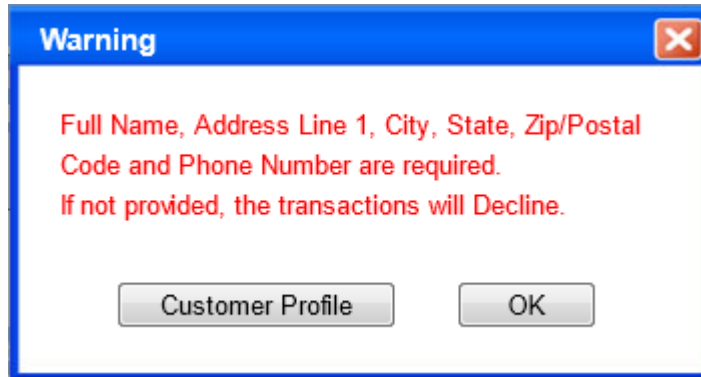 Warning
Full Name, Address Line 1, City, State, Zip/Postal
Code and Phone Number are required.
If not provided, the transactions will Decline.
Customer Profile
OK